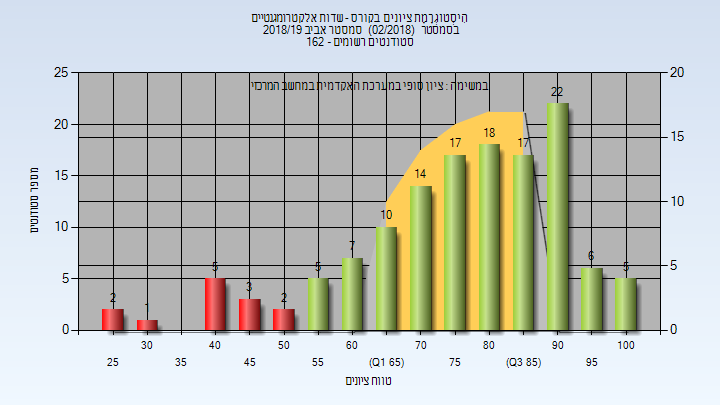 היסטוגרמת ציונים בקורס - שדות אלקטרומגנטיים
בסמסטר (02/2018) סמסטר אביב 2018/19
סטודנטים רשומים - 162
במשימה : ציון סופי במערכת האקדמית במחשב המרכזי
מספר סטודנטים
25 20 15 10 5 0
20 15 10 5 0
2 1 5 3 2 5 7 10 14 17 18 17 22 6 5
30 40 50 60 70 80 90 100
25 35 45 55 (Q1 65) 75 (Q3 85) 95
טווח ציונים